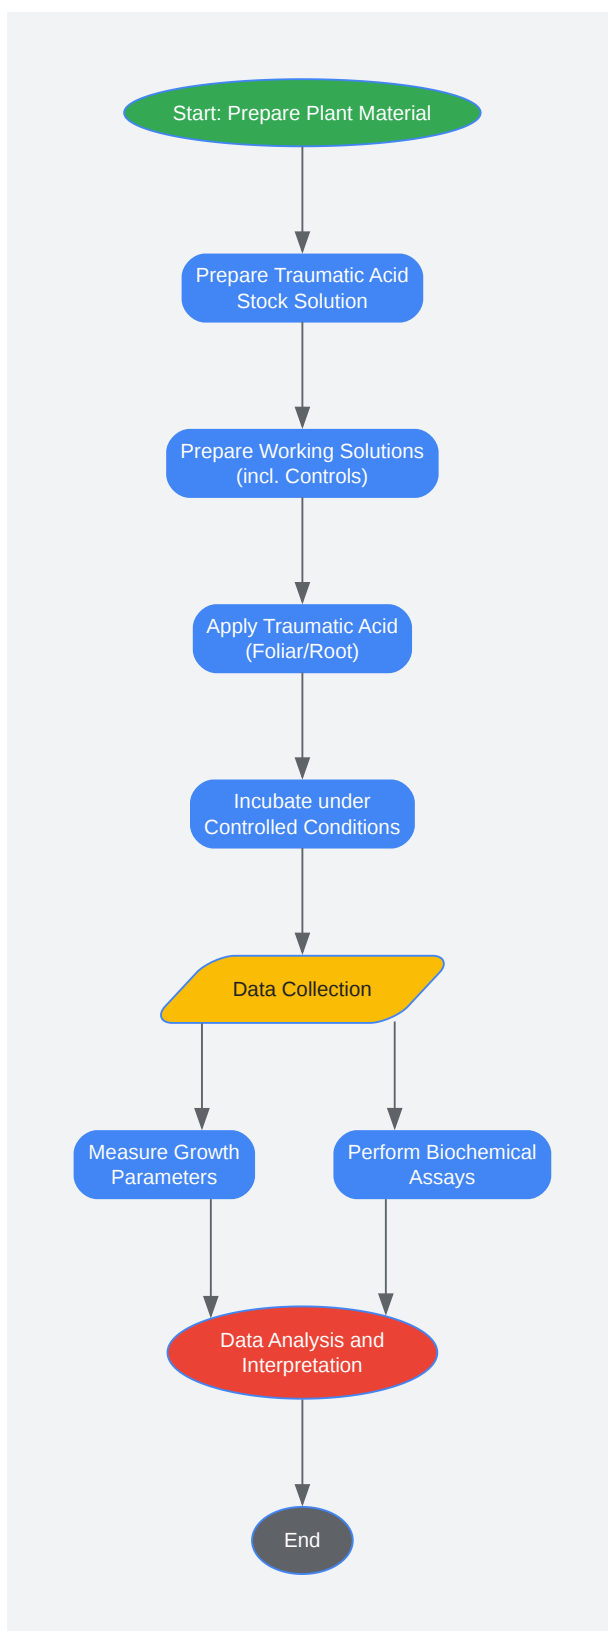 Start: Prepare Plant Material
Prepare Traumatic Acid
Stock Solution
Prepare Working Solutions
(incl. Controls)
Apply Traumatic Acid
(Foliar/Root)
Incubate under
Controlled Conditions
Data Collection
Measure Growth
Parameters
Perform Biochemical
Assays
Data Analysis and
Interpretation
End